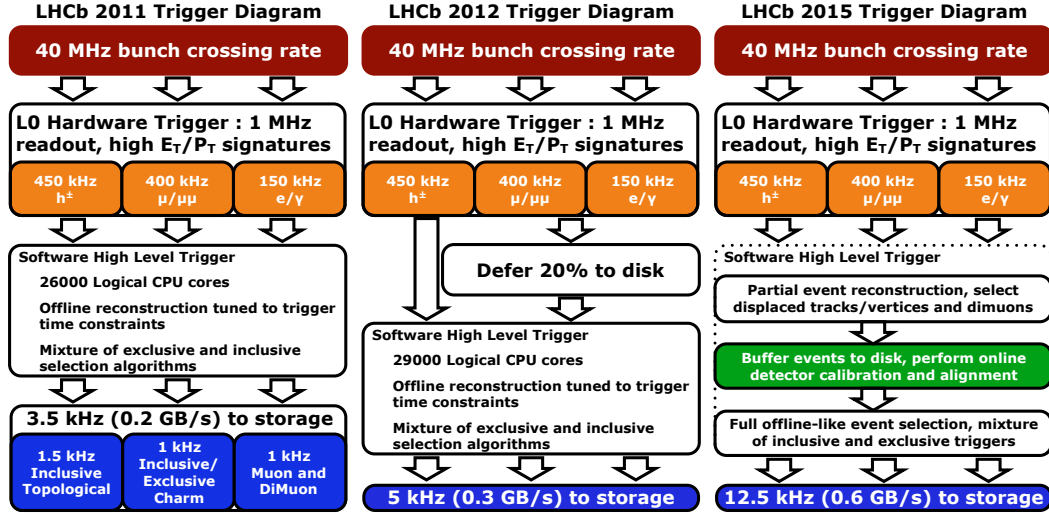 LHCb 2011 Trigger Diagram
40 MHz bunch crossing rate
L0 Hardware Trigger : 1 MHz
readout, high E_T/P_T signatures
450 kHz
h±
400 kHz
μ/μμ
150 kHz
e/γ
Software High Level Trigger
26000 Logical CPU cores
Offline reconstruction tuned to trigger
time constraints
Mixture of exclusive and inclusive
selection algorithms
3.5 kHz (0.2 GB/s) to storage
1.5 kHz
Inclusive
Topological
1 kHz
Inclusive/
Exclusive
Charm
1 kHz
Muon and
DiMuon
LHCb 2012 Trigger Diagram
40 MHz bunch crossing rate
L0 Hardware Trigger : 1 MHz
readout, high E_T/P_T signatures
450 kHz
h±
400 kHz
μ/μμ
150 kHz
e/γ
Defer 20% to disk
Software High Level Trigger
29000 Logical CPU cores
Offline reconstruction tuned to trigger
time constraints
Mixture of exclusive and inclusive
selection algorithms
5 kHz (0.3 GB/s) to storage
LHCb 2015 Trigger Diagram
40 MHz bunch crossing rate
L0 Hardware Trigger : 1 MHz
readout, high E_T/P_T signatures
450 kHz
h±
400 kHz
μ/μμ
150 kHz
e/γ
Software High Level Trigger
Partial event reconstruction, select
displaced tracks/vertices and dimuons
Buffer events to disk, perform online
detector calibration and alignment
Full offline-like event selection, mixture
of inclusive and exclusive triggers
12.5 kHz (0.6 GB/s) to storage